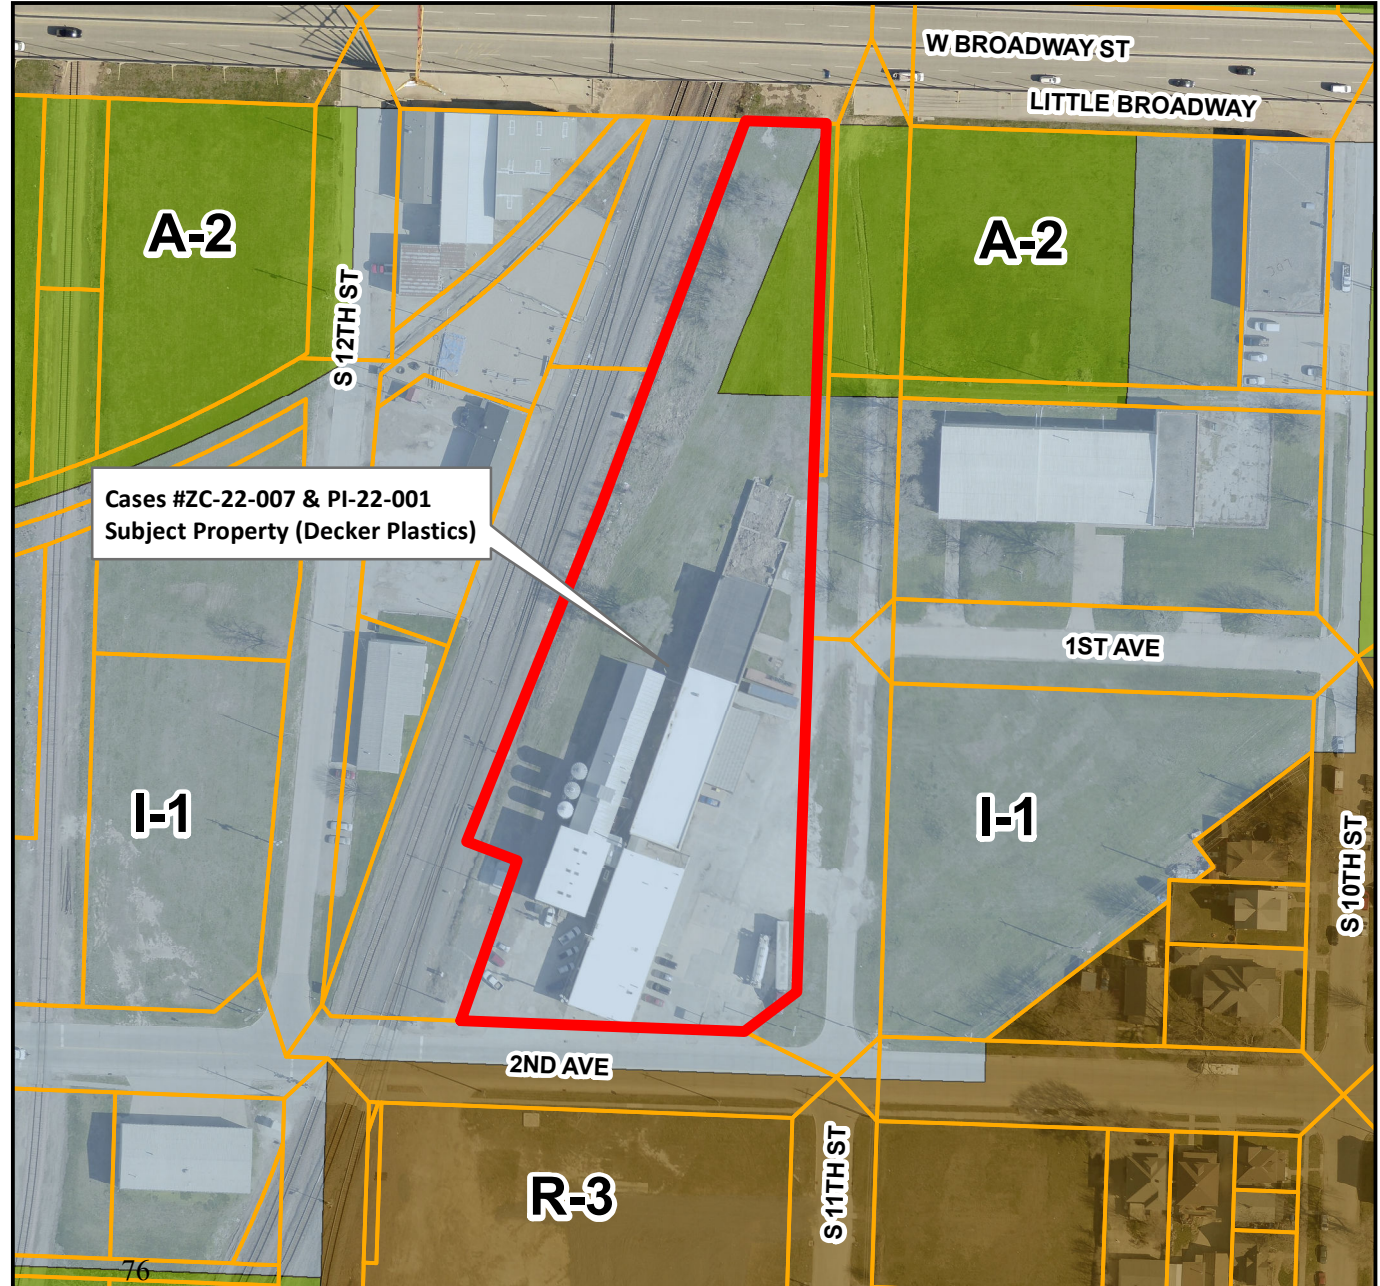 W BROADWAY ST
LITTLE BROADWAY
A-2
A-2
S 12TH ST
Cases #ZC-22-007 & PI-22-001
Subject Property (Decker Plastics)
1ST AVE
I-1
I-1
S 10TH ST
2ND AVE
R-3
S 11TH ST
76